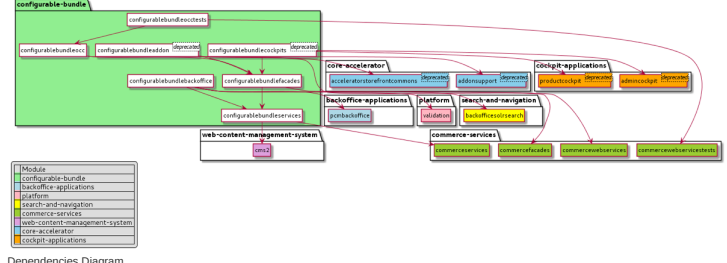 configurable-bundle
configurablebundleocctests
configurablebundleocc
configurablebundleaddon
deprecated
configurablebundlecockpits
deprecated
core-accelerator
acceleratorstorefrontcommons
deprecated
addonsupport
deprecated
cockpit-applications
productcockpit
deprecated
admincockpit
deprecated
configurablebundlebackoffice
configurablebundlefacades
backoffice-applications
pcmbackoffice
platform
validation
search-and-navigation
backofficesolrsearch
configurablebundleservices
web-content-management-system
cms2
commerce-services
commerceservices
commercefacades
commercewebservices
commercewebservicestests
Module
configurable-bundle
backoffice-applications
platform
search-and-navigation
commerce-services
web-content-management-system
core-accelerator
cockpit-applications
Dependencies Diagram